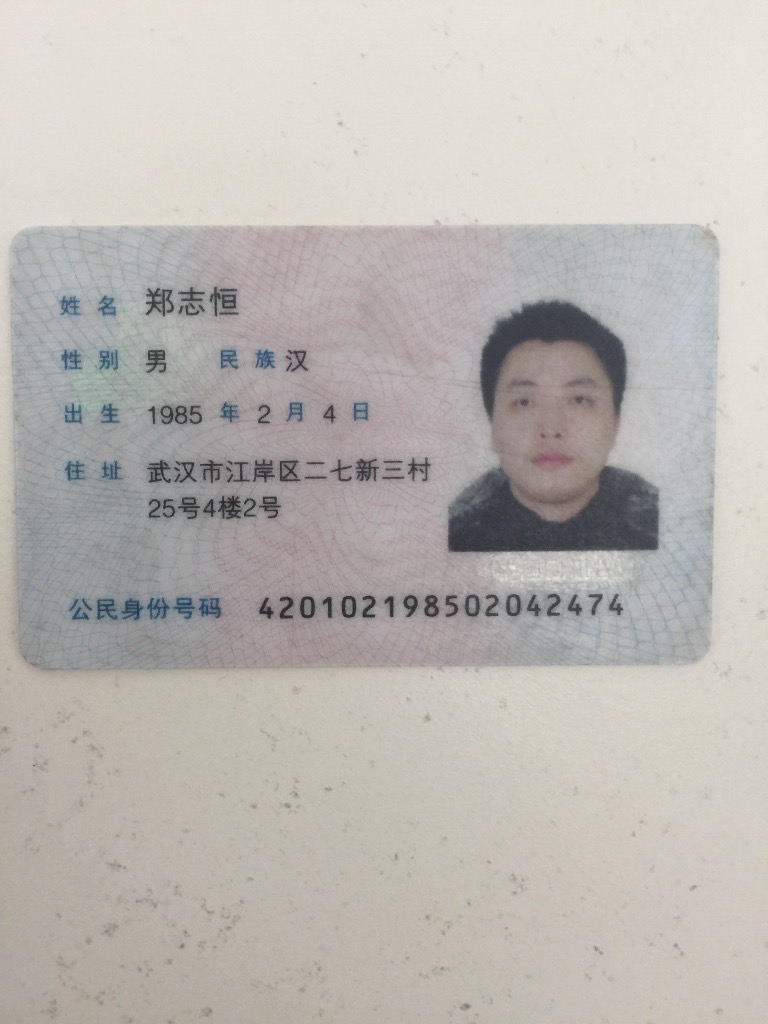 姓名 郑志恒
性别 男 民族 汉
出生 1985 年 2 月 4 日
住址 武汉市江岸区二七新三村
25号4楼2号
公民身份号码 420102198502042474